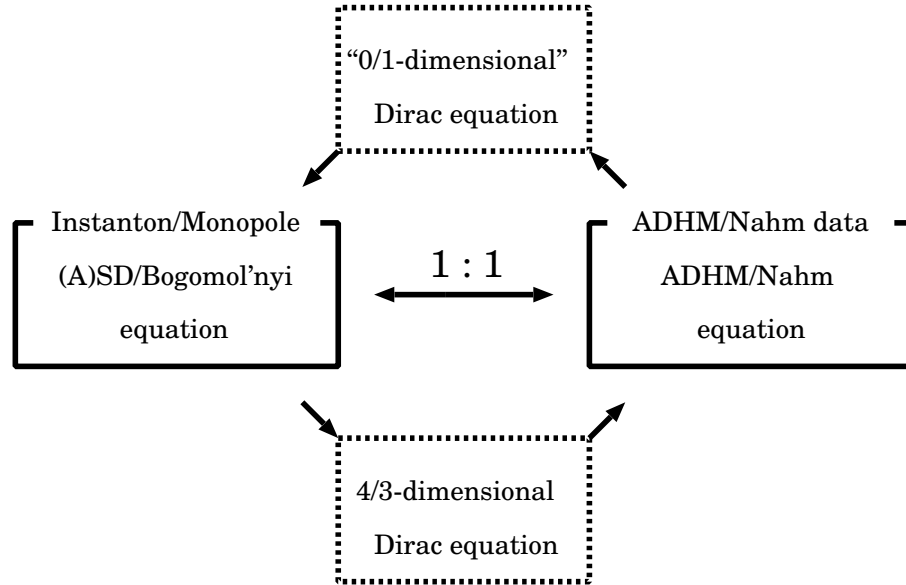 “0/1-dimensional”
Dirac equation
Instanton/Monopole
(A)SD/Bogomol’nyi
equation
1 : 1
ADHM/Nahm data
ADHM/Nahm
equation
4/3-dimensional
Dirac equation